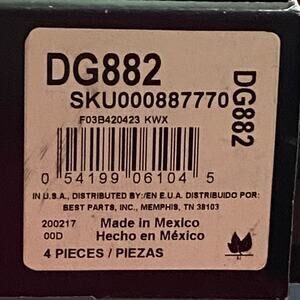 DG882
SKU000887770
F03B420423 KWX
0 54199 06104 5
IN U.S.A., DISTRIBUTED BY:/EN E.U.A. DISTRIBUIDO POR:
BEST PARTS, INC., MEMPHIS, TN 38103
200217 Made in Mexico
00D Hecho en México
4 PIECES / PIEZAS
DG882